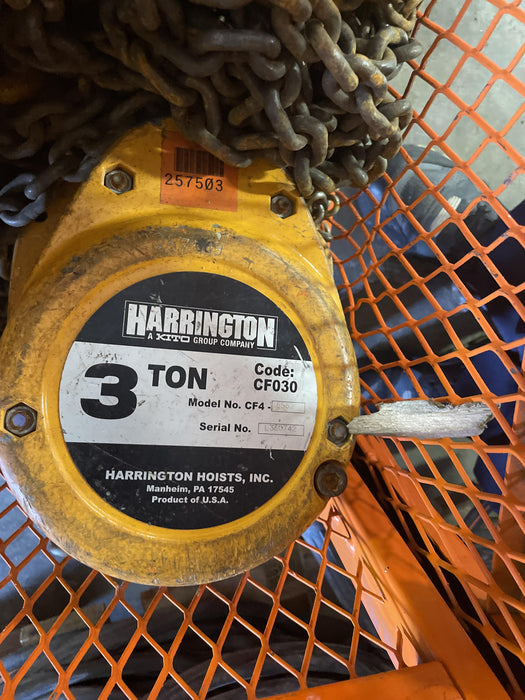 257503
HARRINGTON
A KITO GROUP COMPANY
3 TON
Code:
CF030
Model No. CF4 -
Serial No.
HARRINGTON HOISTS, INC.
Manheim, PA 17545
Product of U.S.A.